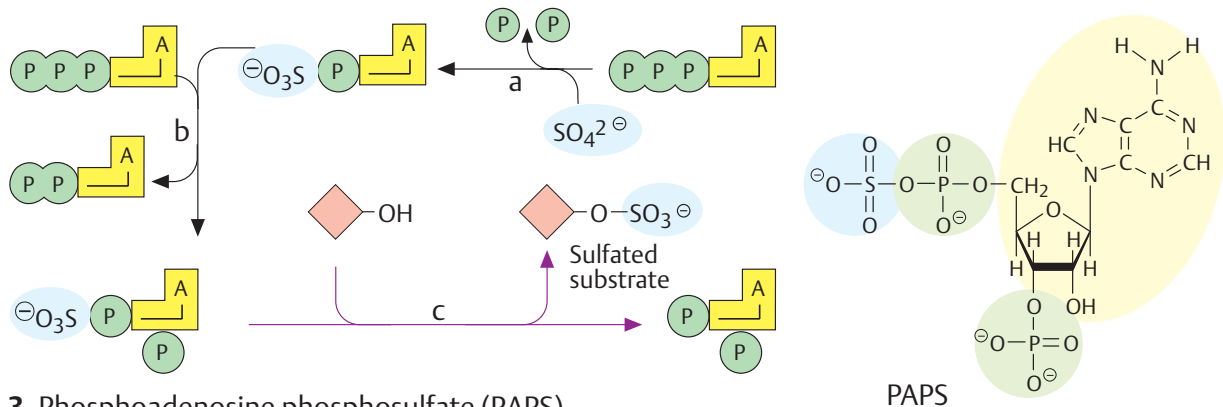 P P
A
P P P
⊖O3S P A
a
P P P A
SO4 2⊖
b
A
P P
OH
O SO3 ⊖
Sulfated
substrate
⊖O3S P A
P
c
P A
P
H H
N
C
N C N
HC C CH
N N
O O
⊖O S O P O CH2
O O⊖
O
H H
H H
O OH
⊖O P O
O⊖
PAPS
3 Phosphoadenosine phosphosulfate (PAPS)